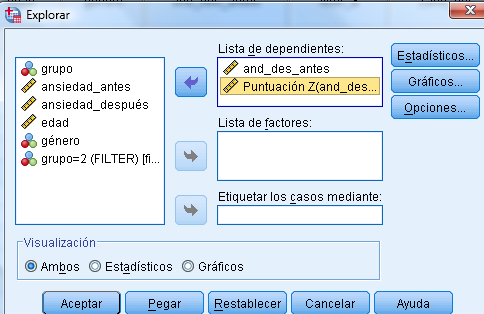 Explorar
Lista de dependientes:
grupo
ansiedad_antes
ansiedad_después
edad
género
grupo=2 (FILTER) [fi...
and_des_antes
Puntuación Z(and_des...
Estadísticos...
Gráficos...
Opciones...
Lista de factores:
Etiquetar los casos mediante:
Visualización
Ambos Estadísticos Gráficos
Aceptar Pegar Restablecer Cancelar Ayuda